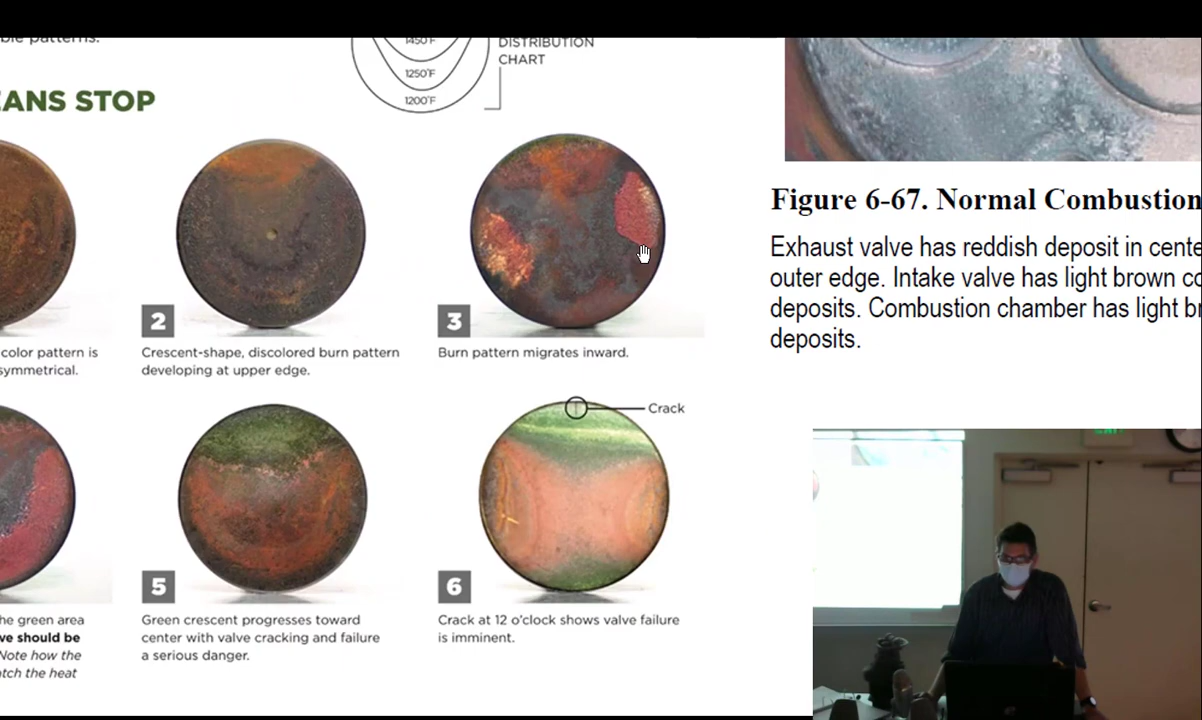 ble patterns.
1450°F
DISTRIBUTION
CHART
1250°F
1200°F
EANS STOP
2
3
color pattern is
symmetrical.
Crescent-shape, discolored burn pattern
developing at upper edge.
Burn pattern migrates inward.
Crack
5
6
he green area
ve should be
Note how the
atch the heat
Green crescent progresses toward
center with valve cracking and failure
a serious danger.
Crack at 12 o'clock shows valve failure
is imminent.
Figure 6-67. Normal Combustion
Exhaust valve has reddish deposit in cente
outer edge. Intake valve has light brown co
deposits. Combustion chamber has light br
deposits.